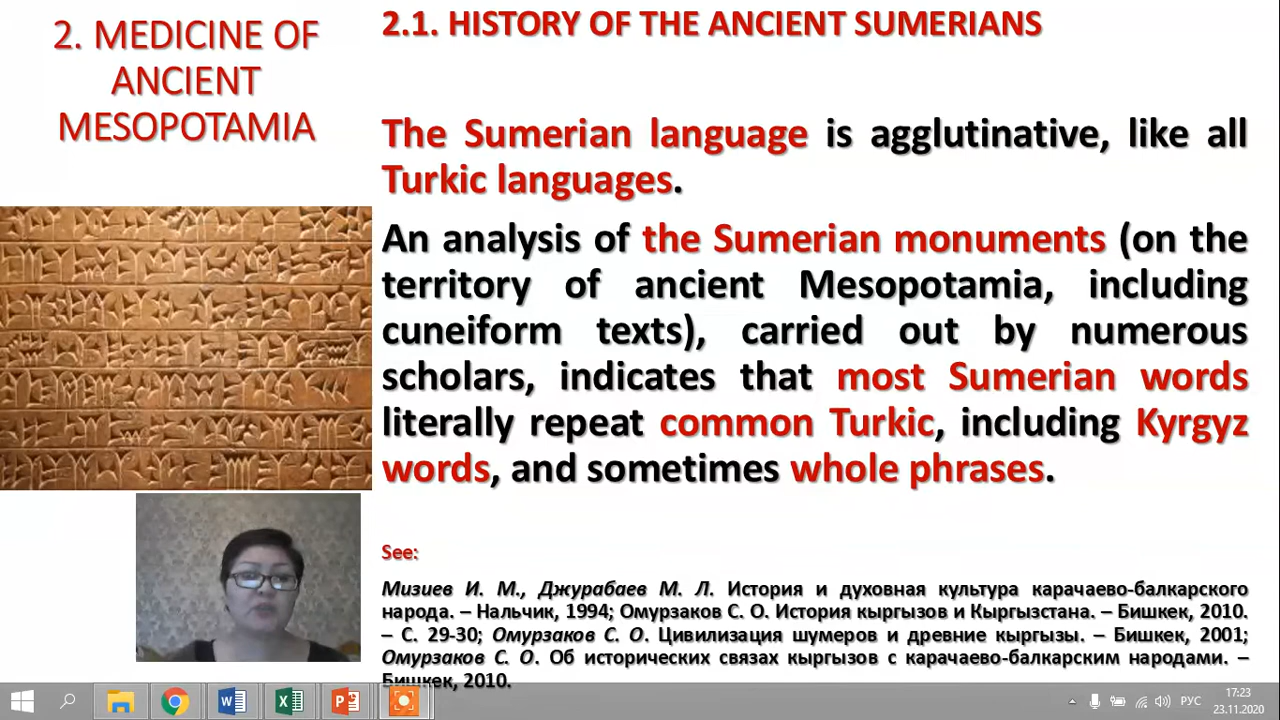 2. MEDICINE OF
ANCIENT
MESOPOTAMIA
2.1. HISTORY OF THE ANCIENT SUMERIANS
The Sumerian language is agglutinative, like all
Turkic languages.
An analysis of the Sumerian monuments (on the
territory of ancient Mesopotamia, including
cuneiform texts), carried out by numerous
scholars, indicates that most Sumerian words
literally repeat common Turkic, including Kyrgyz
words, and sometimes whole phrases.
See:
Мизиев И. М., Джурабаев М. Л. История и духовная культура карачаево-балкарского
народа. – Нальчик, 1994; Омурзаков С. О. История кыргызов и Кыргызстана. – Бишкек, 2010.
– С. 29-30; Омурзаков С. О. Цивилизация шумеров и древние кыргызы. – Бишкек, 2001;
Омурзаков С. О. Об исторических связах кыргызов с карачаево-балкарским народами. –
Бишкек, 2010.
РУС
17:23
23.11.2020